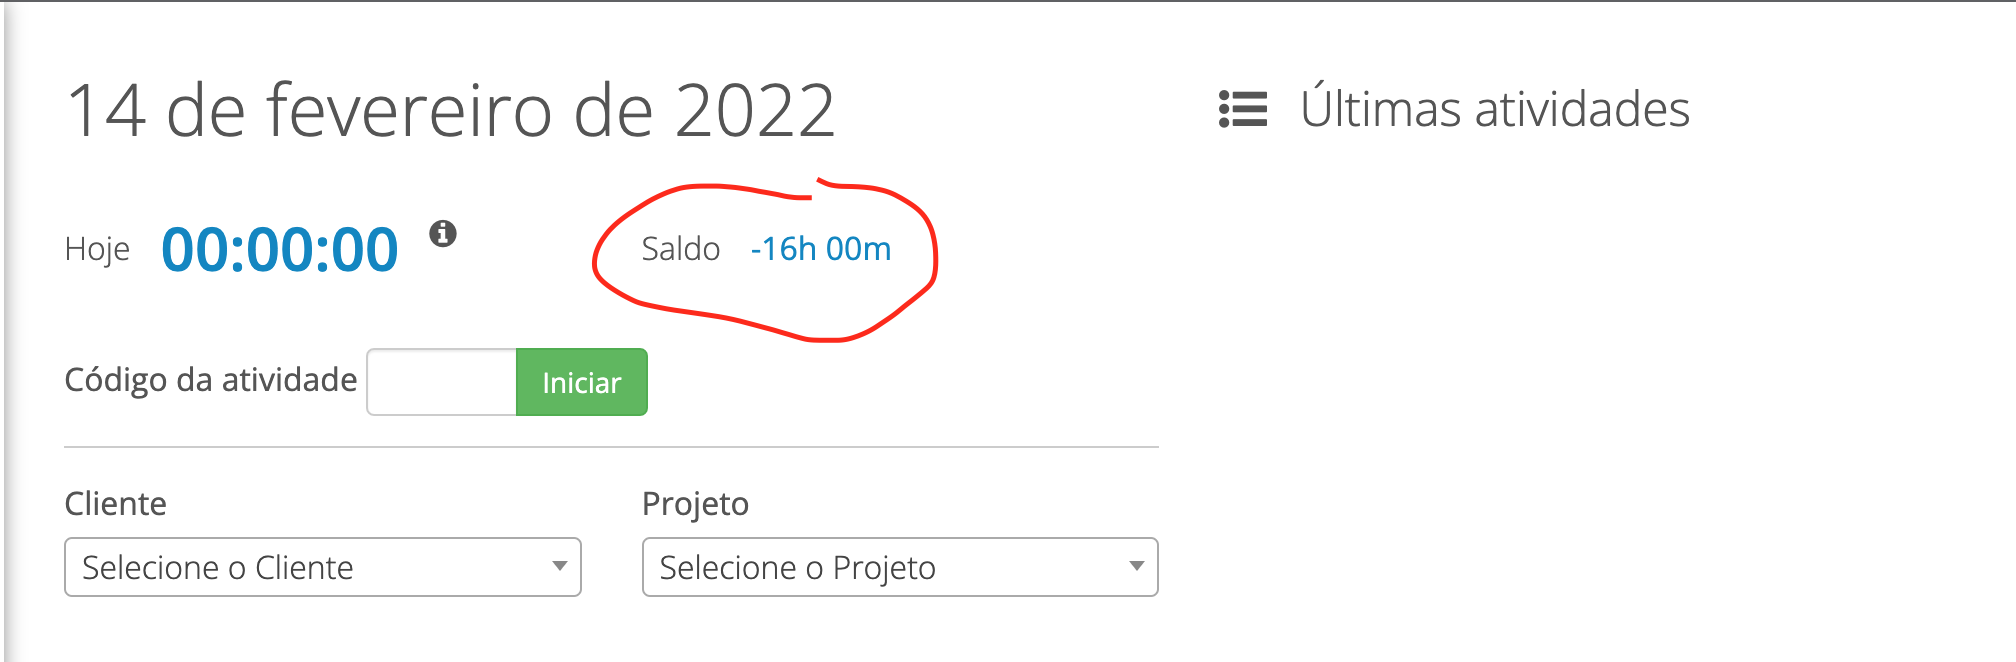 14 de fevereiro de 2022
Últimas atividades
Hoje 00:00:00
Saldo -16h 00m
Código da atividade
Iniciar
Cliente
Projeto
Selecione o Cliente
Selecione o Projeto